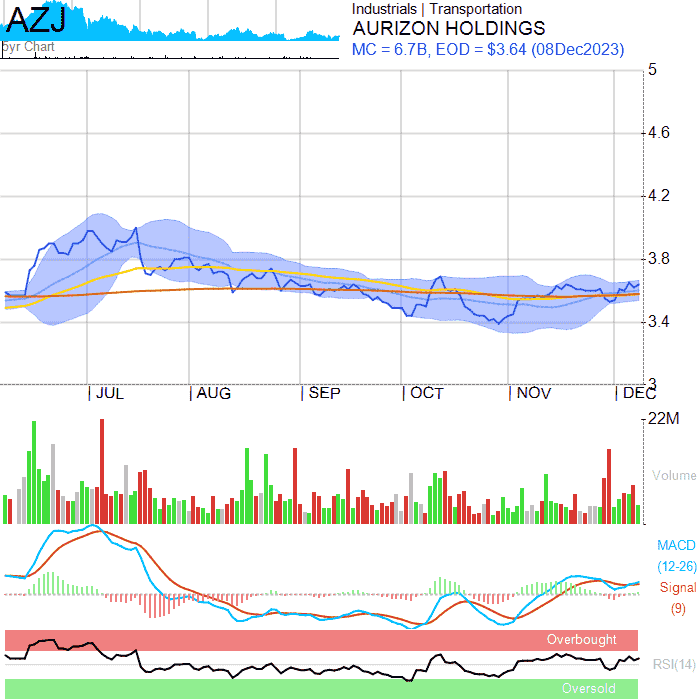 AZJ
5yr Chart
Industrials | Transportation
AURIZON HOLDINGS
MC = 6.7B, EOD = $3.64 (08Dec2023)
5
4.6
4.2
3.8
3.4
3
JUL AUG SEP OCT NOV DEC
22M
Volume
MACD
(12-26)
Signal
(9)
Overbought
RSI(14)
Oversold